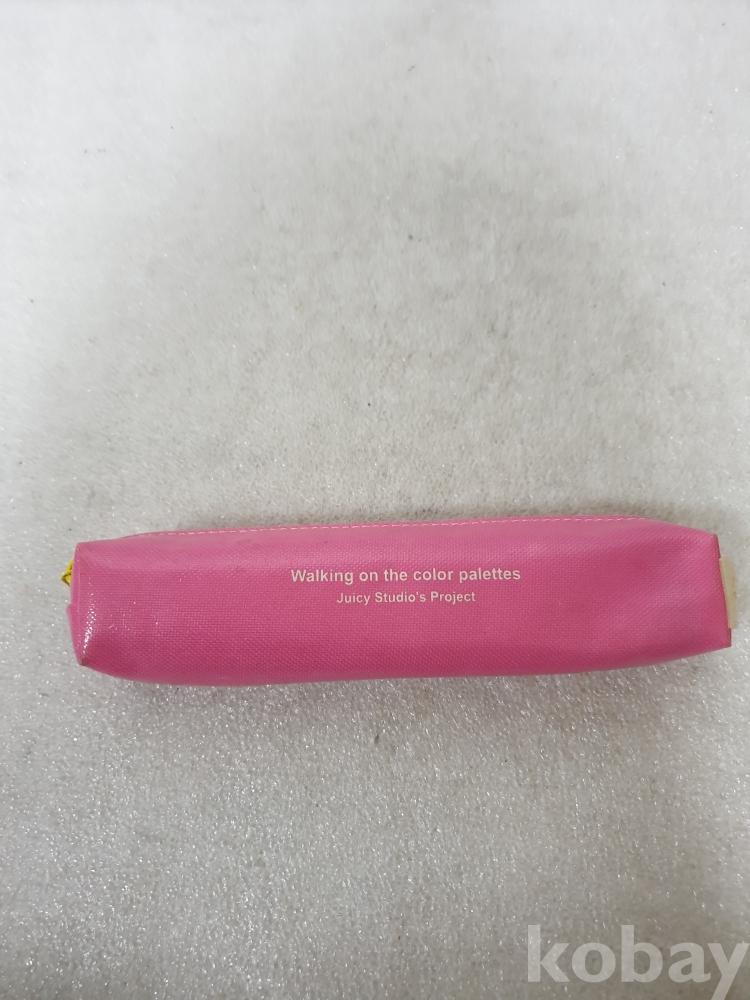 Walking on the color palettes
Juicy Studio's Project
kobay